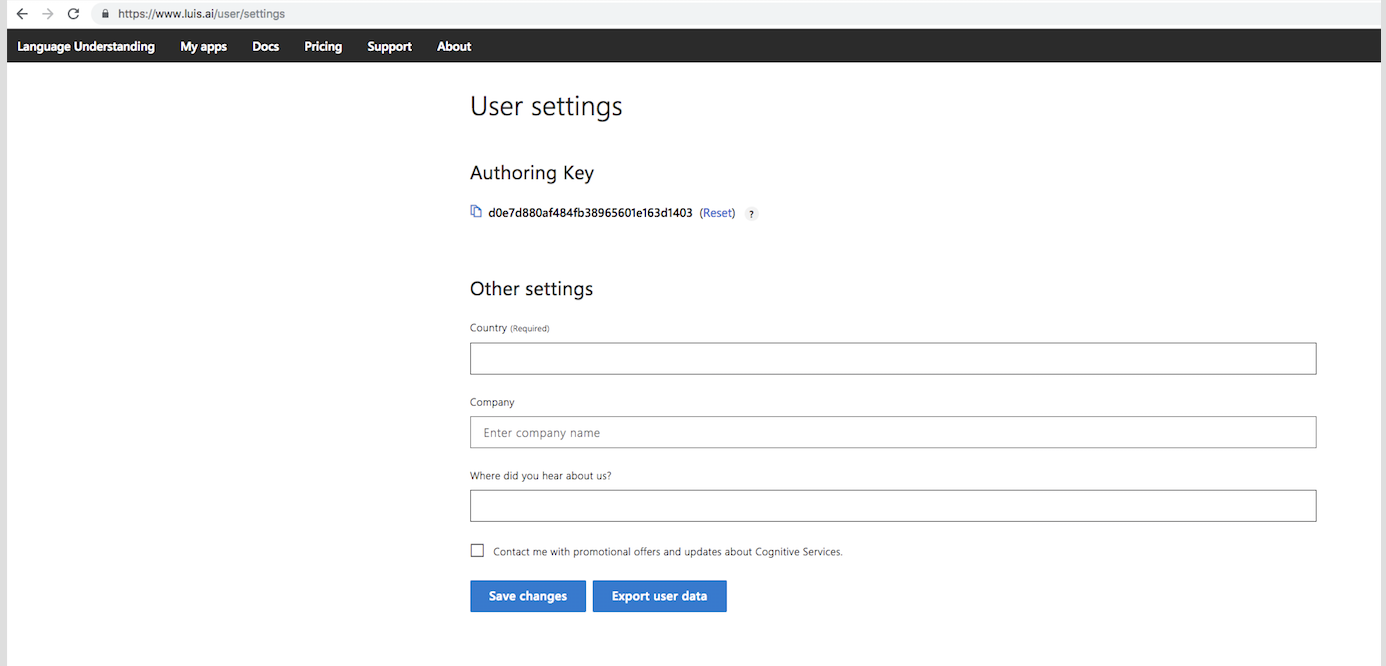 https://www.luis.ai/user/settings
Language Understanding My apps Docs Pricing Support About
User settings
Authoring Key
d0e7d880af484fb38965601e163d1403 (Reset) ?
Other settings
Country (Required)
Company
Enter company name
Where did you hear about us?
Contact me with promotional offers and updates about Cognitive Services.
Save changes Export user data